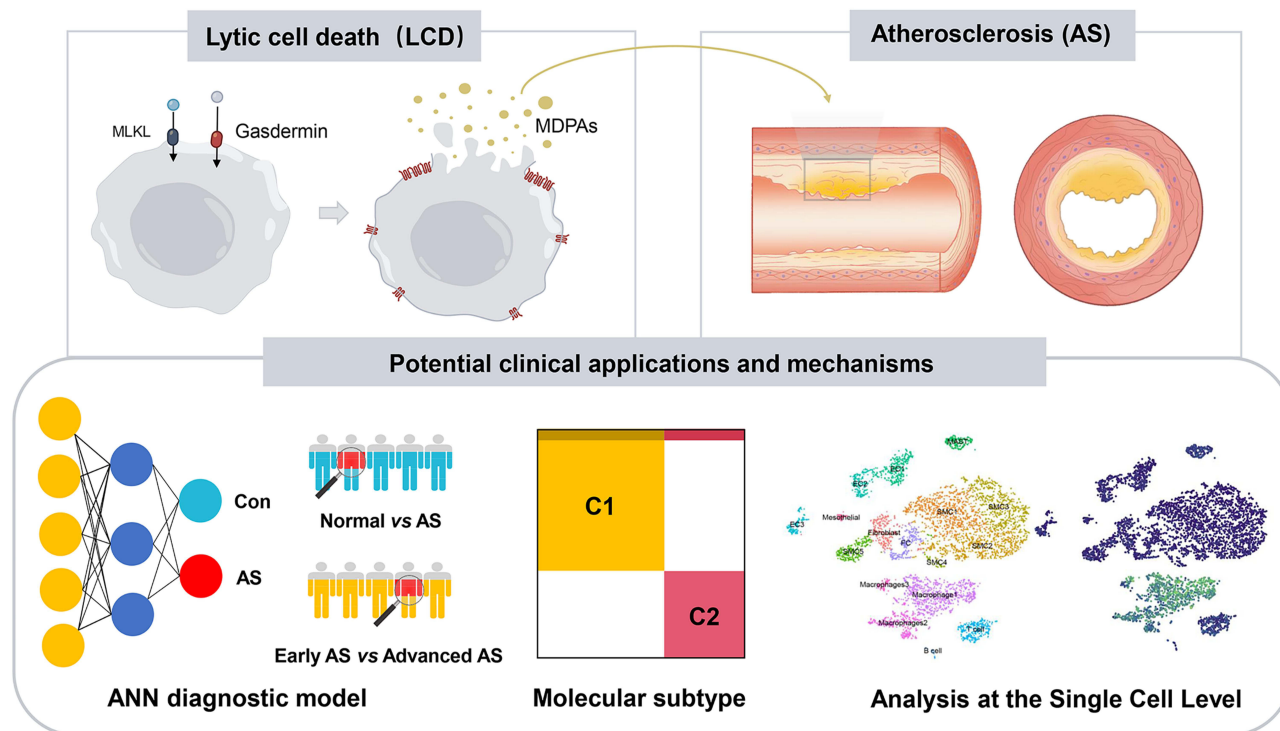 Lytic cell death (LCD)
Atherosclerosis (AS)
MLKL
Gasdermin
MDPAs
Potential clinical applications and mechanisms
Con
AS
Normal vs AS
Early AS vs Advanced AS
ANN diagnostic model
C1
C2
Molecular subtype
MAST
EC1
EC2
EC3
Mesothelial
Fibroblast
PC
SMC1
SMC3
SMC2
SMC5
SMC4
Macrophages3
Macrophage1
Macrophages2
T cell
B cell
Analysis at the Single Cell Level